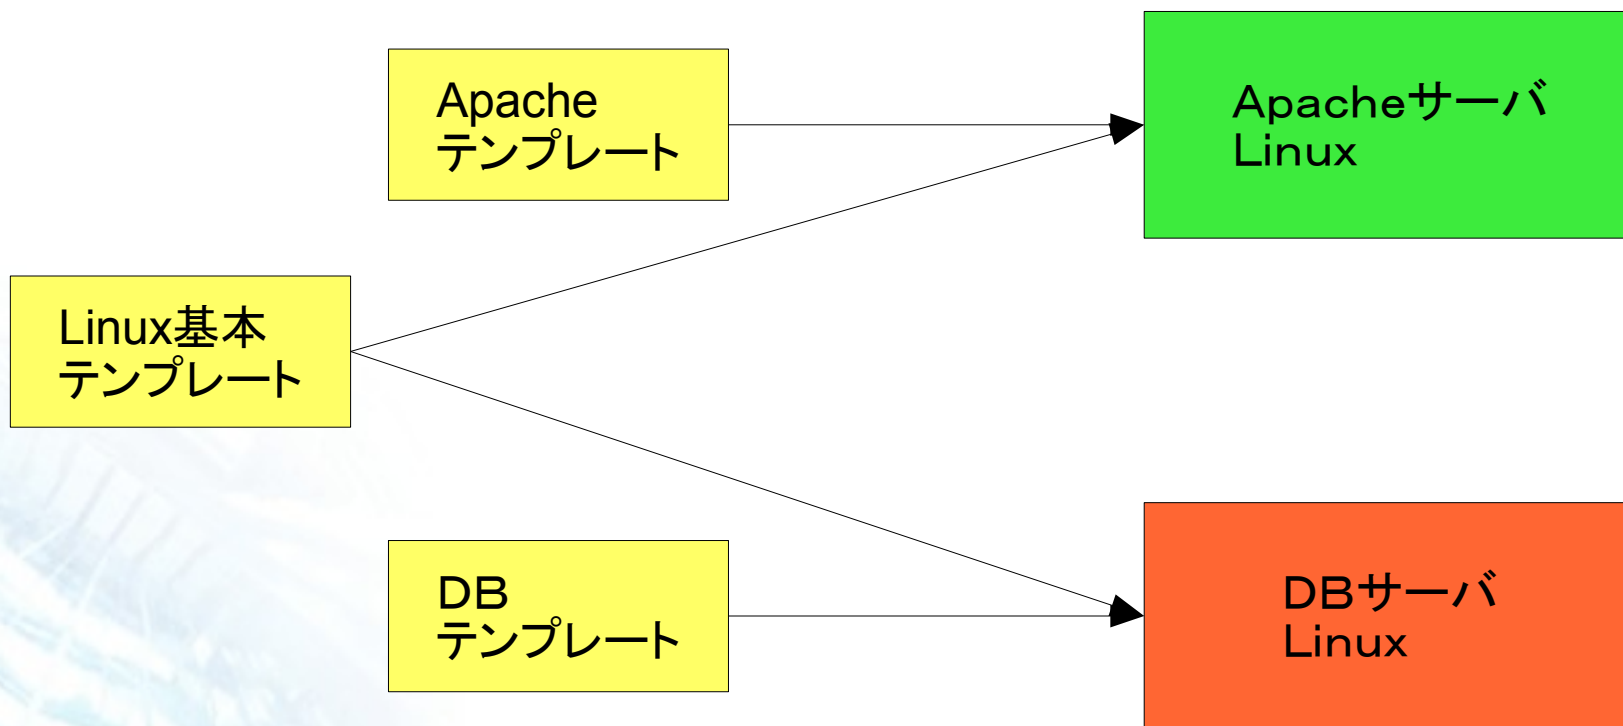 Apache
テンプレート
Ａｐａｃｈｅサーバ
Ｌｉｎｕｘ
Linux基本
テンプレート
ＤＢ
テンプレート
ＤＢサーバ
Ｌｉｎｕｘ